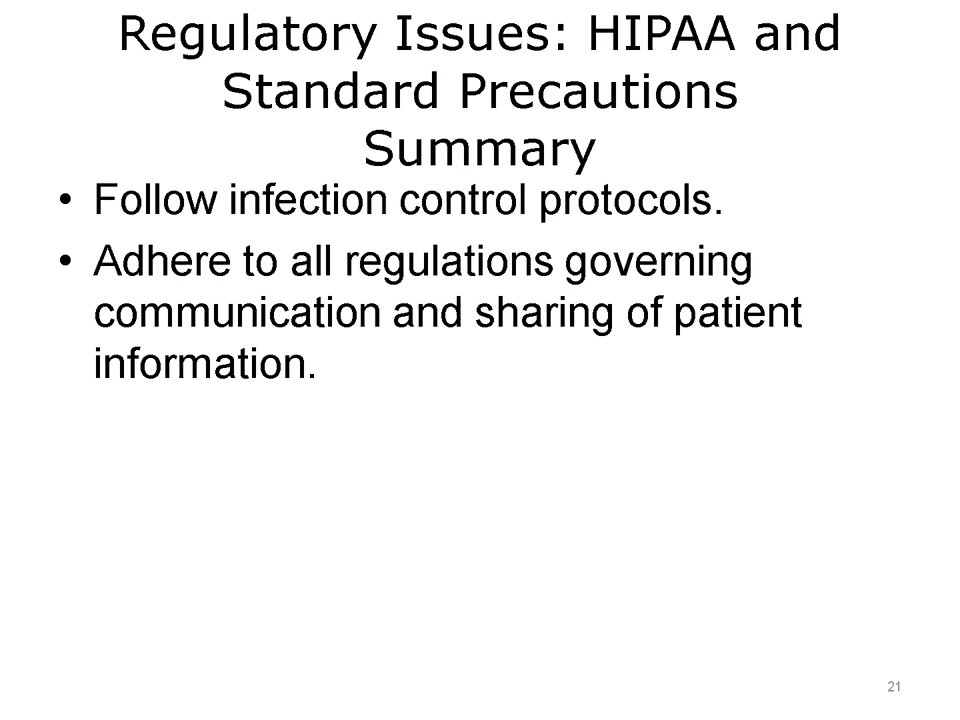 Regulatory Issues: HIPAA and
Standard Precautions
Summary
• Follow infection control protocols.
• Adhere to all regulations governing
communication and sharing of patient
information.
21